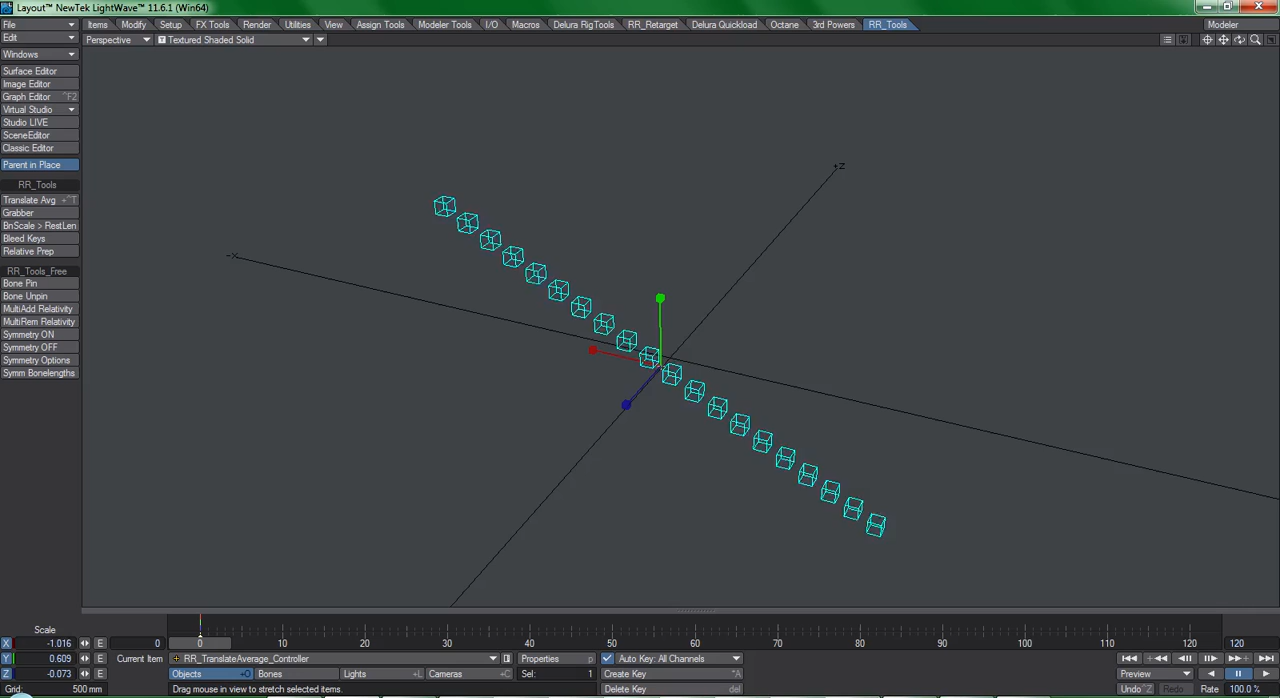 Layout™ NewTek LightWave™ 11.6.1 (Win64)
File
Items Modify Setup FX Tools Render Utilities View Assign Tools Modeler Tools I/O Macros Delura RigTools RR_Retarget Delura Quickload Octane 3rd Powers RR_Tools Modeler
Edit
Perspective Textured Shaded Solid
Windows
Surface Editor
Image Editor
Graph Editor ^F2
Virtual Studio
Studio LIVE
SceneEditor
Classic Editor
Parent in Place
RR_Tools
Translate Avg +^T
Grabber
BnScale > RestLen
Bleed Keys
Relative Prep
RR_Tools_Free
Bone Pin
Bone Unpin
MultiAdd Relativity
MultiRem Relativity
Symmetry ON
Symmetry OFF
Symmetry Options
Symm Bonelengths
-X
+Z
Scale
X -1.016 E 0 0 10 20 30 40 50 60 70 80 90 100 110 120 120
Y 0.609 E Current Item RR_TranslateAverage_Controller Properties p Auto Key: All Channels
Z -0.073 E Objects +O Bones +B Lights +L Cameras +C Sel: 1 Create Key ^A Preview
Grid: 500 mm Drag mouse in view to stretch selected items. Delete Key del Undo ^Z Redo Rate 100.0 %